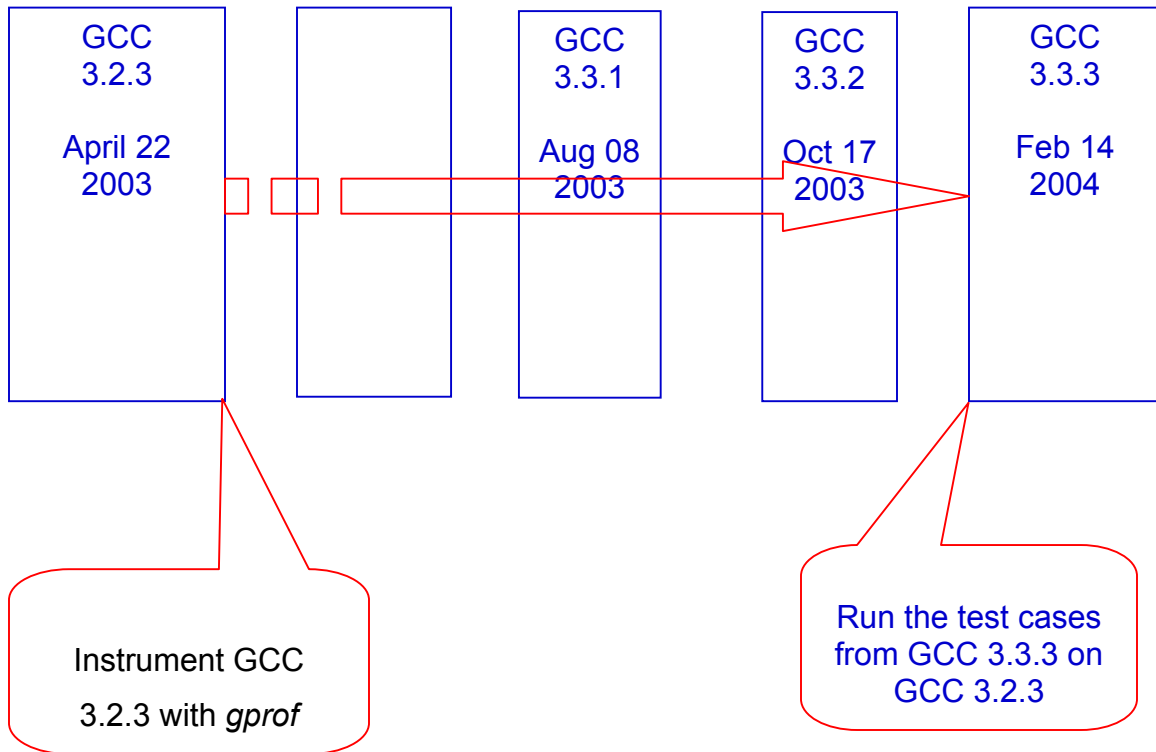 GCC
3.2.3
April 22
2003
GCC
3.3.1
Aug 08
2003
GCC
3.3.2
Oct 17
2003
GCC
3.3.3
Feb 14
2004
Instrument GCC
3.2.3 with gprof
Run the test cases
from GCC 3.3.3 on
GCC 3.2.3